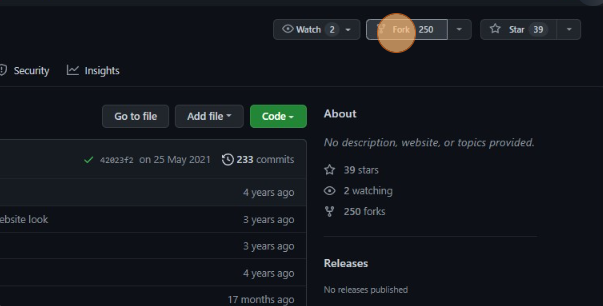 Watch 2
Fork 250
Star 39
Security
Insights
Go to file
Add file
Code
About
No description, website, or topics provided.
42023f2 on 25 May 2021
233 commits
39 stars
4 years ago
2 watching
250 forks
ebsite look
3 years ago
3 years ago
Releases
4 years ago
No releases published
17 months ago